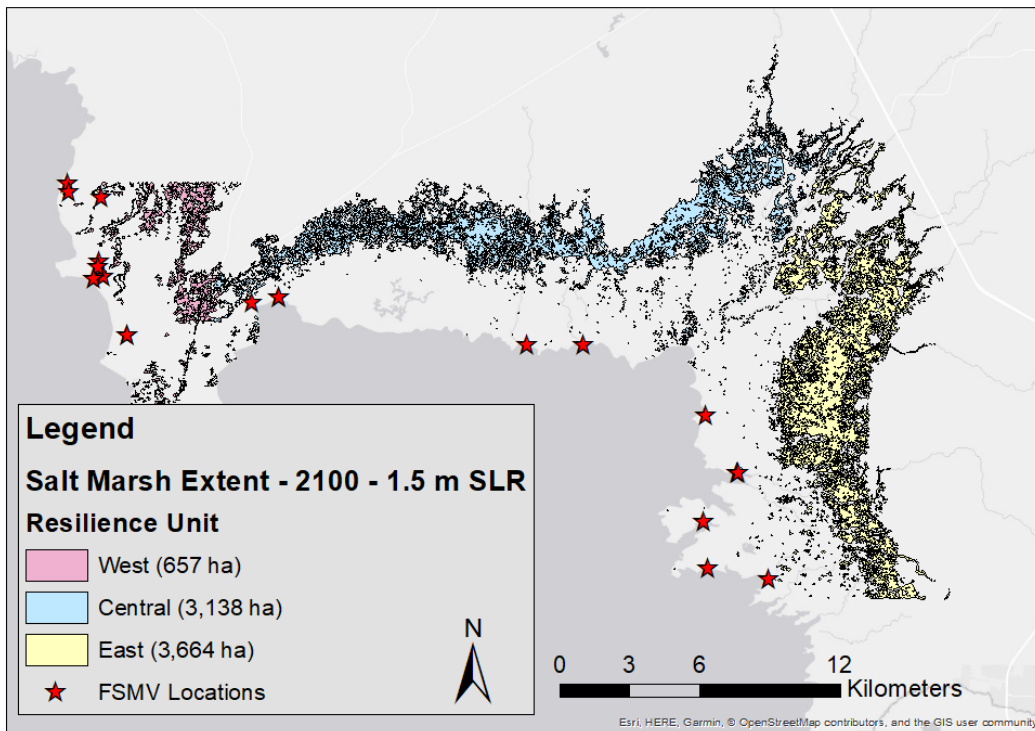 Legend
Salt Marsh Extent - 2100 - 1.5 m SLR
Resilience Unit
West (657 ha)
Central (3,138 ha)
East (3,664 ha)
FSMV Locations
N
0 3 6 12
Kilometers
Esri, HERE, Garmin, © OpenStreetMap contributors, and the GIS user community